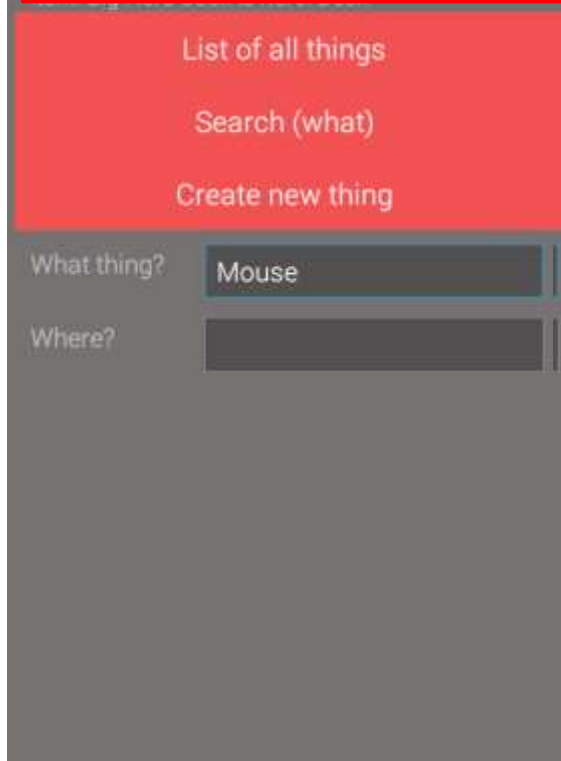 List of all things
Search (what)
Create new thing
What thing? Mouse
Where?